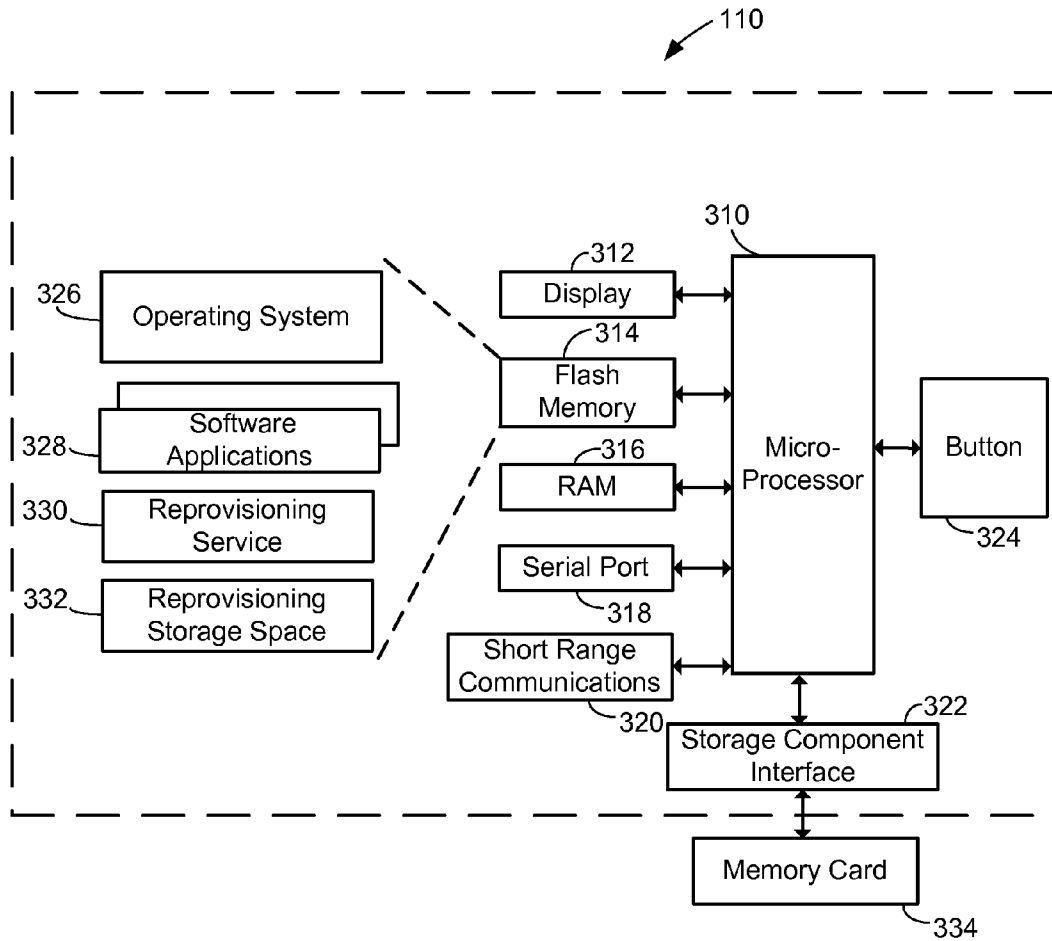 110
310
312
Display
326
Operating System
314
Flash
Memory
Micro-
Processor
Button
324
328
Software
Applications
316
RAM
330
Reprovisioning
Service
Serial Port
318
332
Reprovisioning
Storage Space
Short Range
Communications
320
322
Storage Component
Interface
Memory Card
334